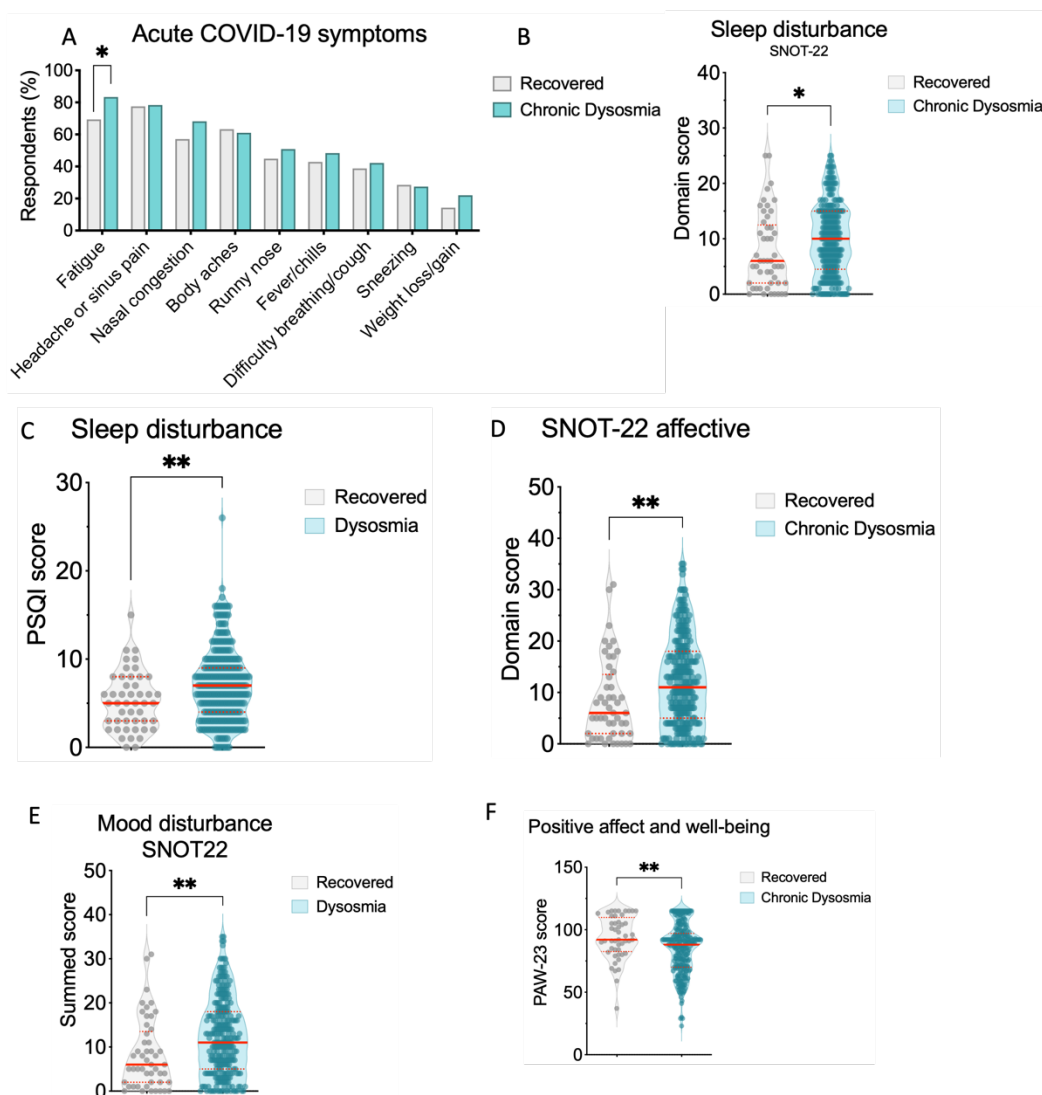 A
Acute COVID-19 symptoms
*
Respondents (%)
100
80
60
40
20
0
Fatigue
Headache or sinus pain
Nasal congestion
Body aches
Runny nose
Fever/chills
Difficulty breathing/cough
Sneezing
Weight loss/gain
Recovered
Chronic Dysosmia
B
Sleep disturbance
SNOT-22
Recovered
Chronic Dysosmia
*
Domain score
40
30
20
10
0
C
Sleep disturbance
**
Recovered
Dysosmia
PSQI score
30
20
10
0
D
SNOT-22 affective
**
Recovered
Chronic Dysosmia
Domain score
50
40
30
20
10
0
E
Mood disturbance
SNOT22
**
Recovered
Dysosmia
Summed score
50
40
30
20
10
0
F
Positive affect and well-being
**
Recovered
Chronic Dysosmia
PAW-23 score
150
100
50
0